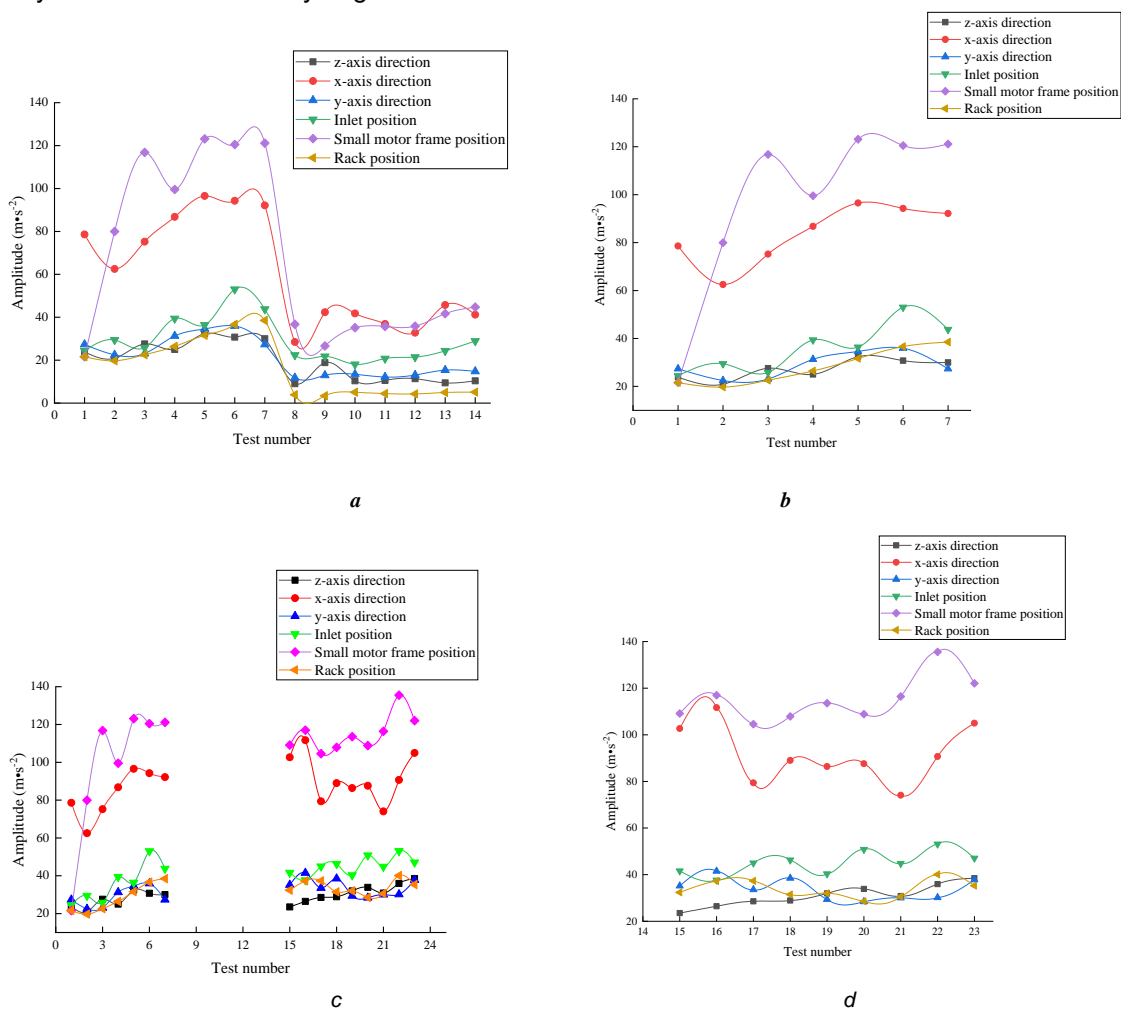 z-axis direction
x-axis direction
y-axis direction
Inlet position
Small motor frame position
Rack position
140
120
100
80
60
40
20
0
Amplitude (m•s-2)
0 1 2 3 4 5 6 7 8 9 10 11 12 13 14
Test number
a
z-axis direction
x-axis direction
y-axis direction
Inlet position
Small motor frame position
Rack position
140
120
100
80
60
40
20
Amplitude (m•s-2)
0 1 2 3 4 5 6 7
Test number
b
z-axis direction
x-axis direction
y-axis direction
Inlet position
Small motor frame position
Rack position
140
120
100
80
60
40
20
Amplitude (m•s-2)
0 3 6 9 12 15 18 21 24
Test number
c
z-axis direction
x-axis direction
y-axis direction
Inlet position
Small motor frame position
Rack position
140
120
100
80
60
40
20
Amplitude (m•s-2)
14 15 16 17 18 19 20 21 22 23
Test number
d